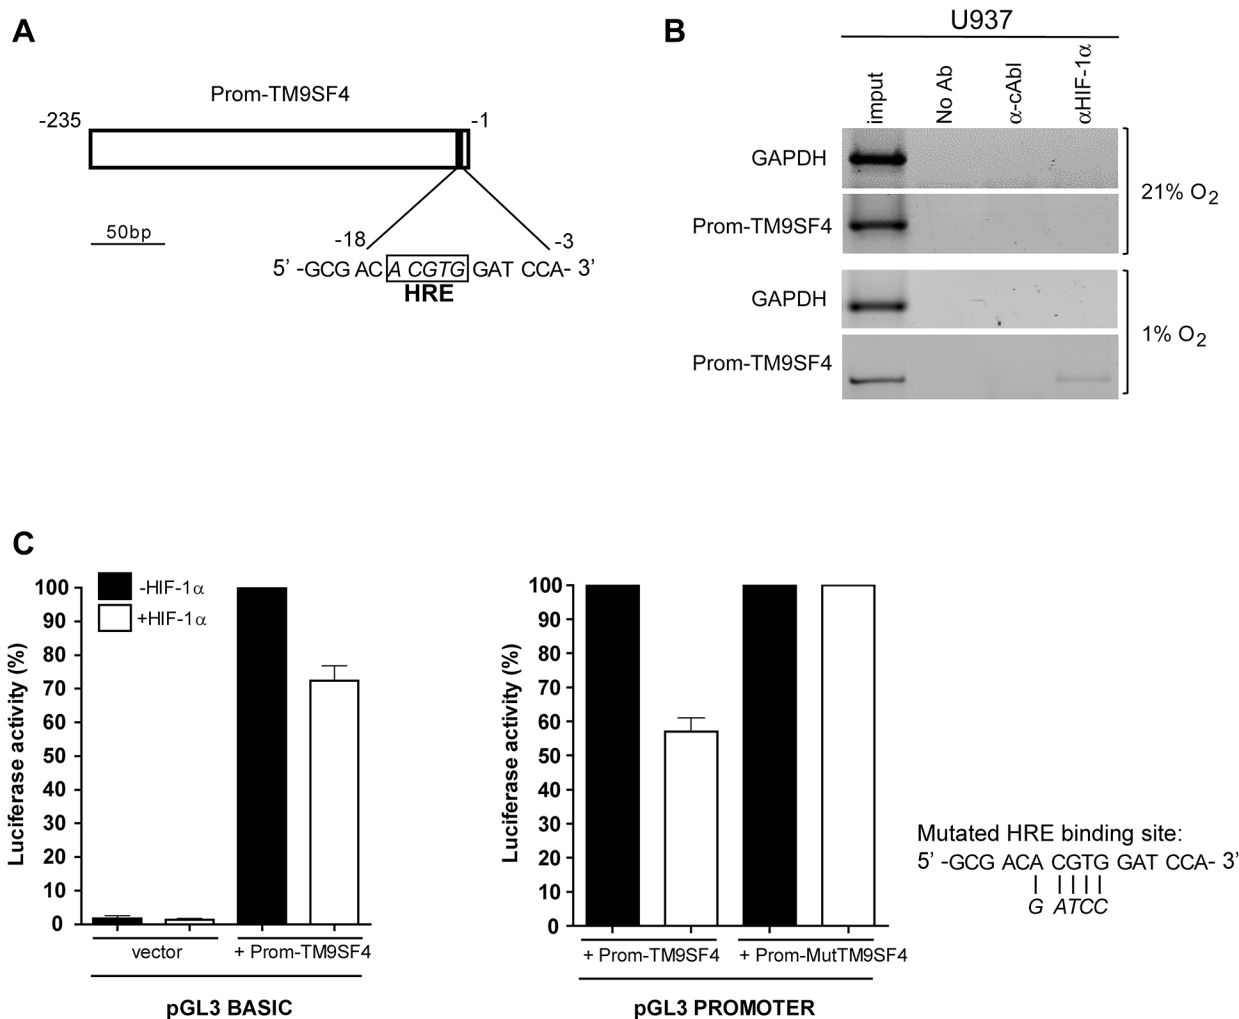 A
Prom-TM9SF4
-235
-1
50bp
-18
-3
5’ -GCG AC A CGTG GAT CCA- 3’
HRE
B
U937
imput
No Ab
α-cAbl
αHIF-1α
GAPDH
Prom-TM9SF4
21% O2
GAPDH
Prom-TM9SF4
1% O2
C
Luciferase activity (%)
100
90
80
70
60
50
40
30
20
10
0
-HIF-1α
+HIF-1α
vector
+ Prom-TM9SF4
pGL3 BASIC
Luciferase activity (%)
100
90
80
70
60
50
40
30
20
10
0
+ Prom-TM9SF4
+ Prom-MutTM9SF4
pGL3 PROMOTER
Mutated HRE binding site:
5’ -GCG ACA CGTG GAT CCA- 3’
G ATCC